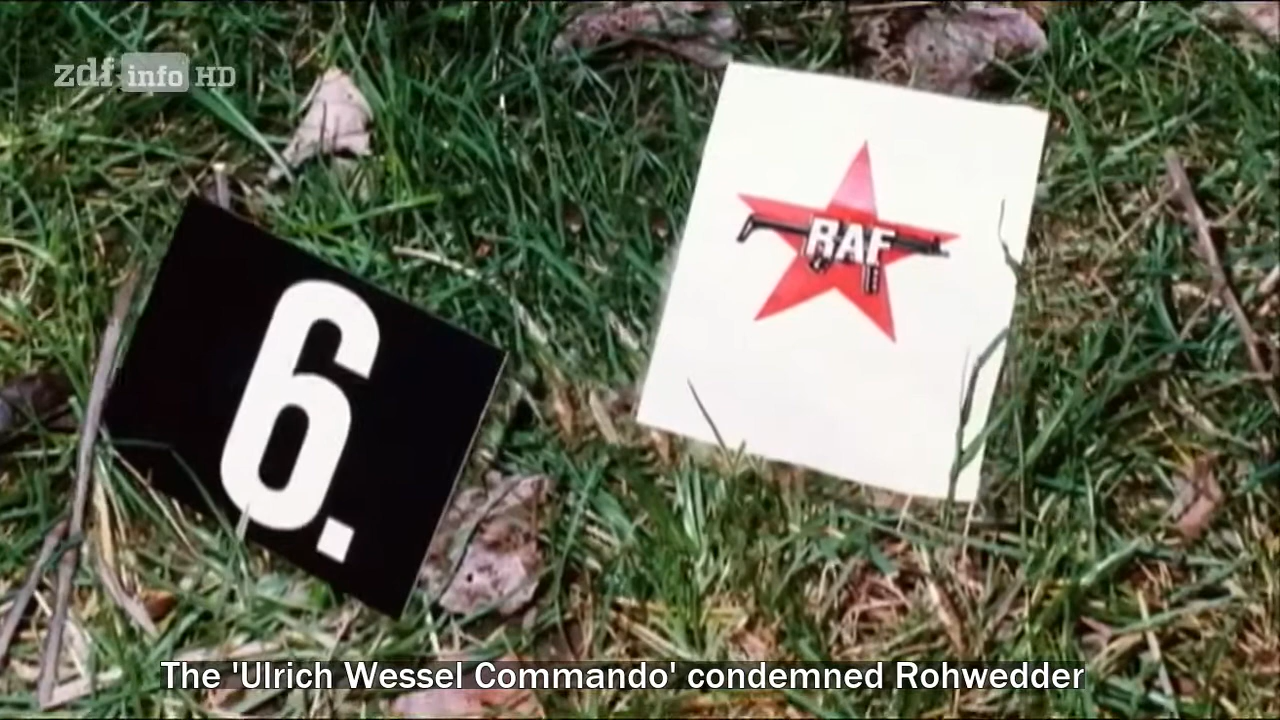 zdf info HD
RAF
6.
The 'Ulrich Wessel Commando' condemned Rohwedder